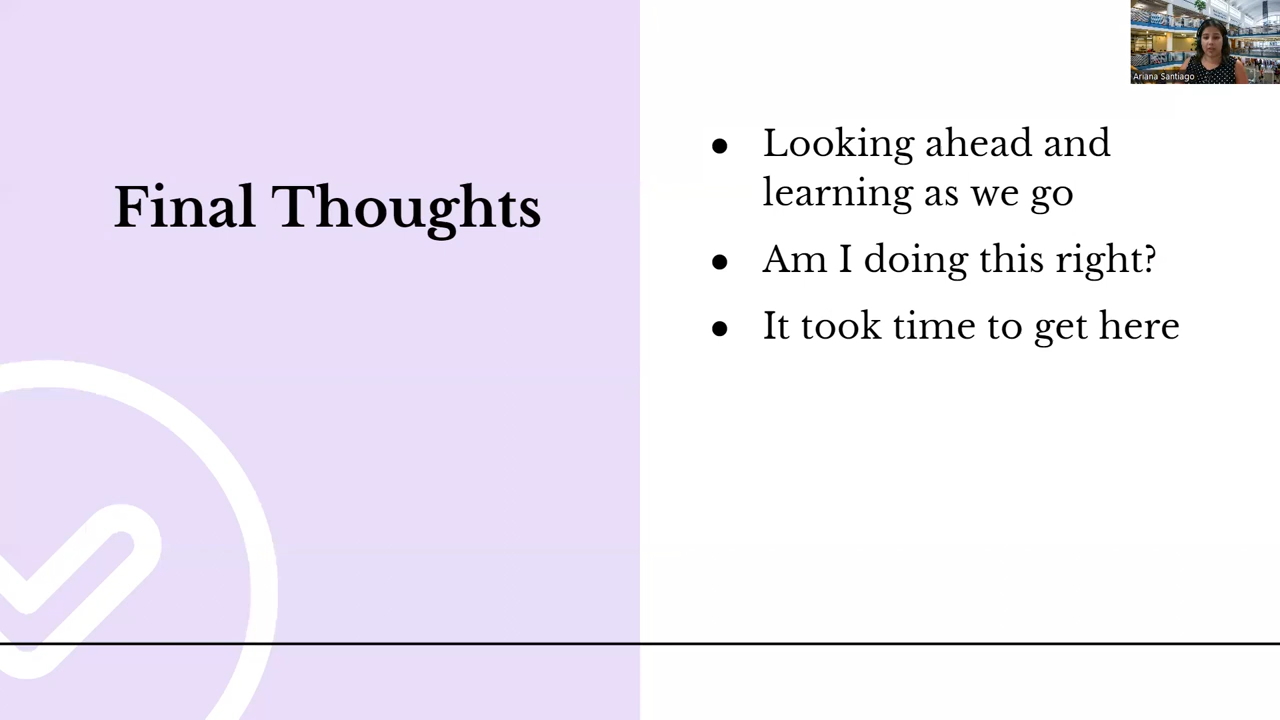 Ariana Santiago
Final Thoughts
● Looking ahead and
learning as we go
● Am I doing this right?
● It took time to get here